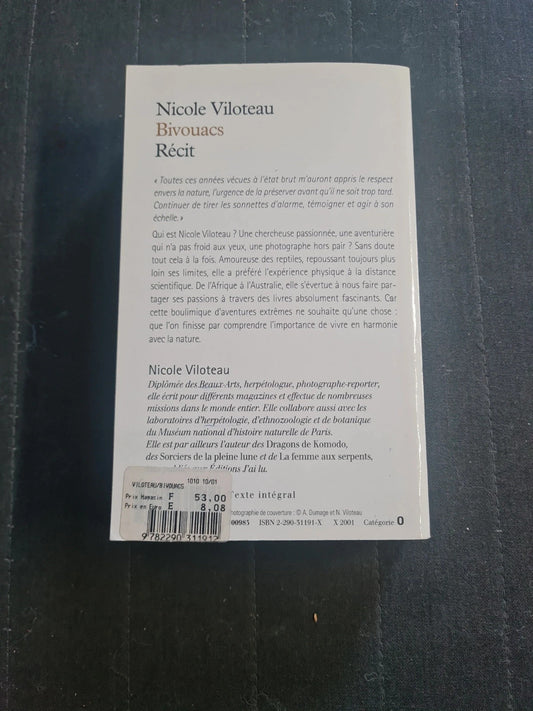 Nicole Viloteau
Bivouacs
Récit
« Toutes ces années vécues à l'état brut m'auront appris le respect
envers la nature, l'urgence de la préserver avant qu'il ne soit trop tard.
Continuer de tirer les sonnettes d'alarme, témoigner et agir à son
échelle. »
Qui est Nicole Viloteau ? Une chercheuse passionnée, une aventurière
qui n'a pas froid aux yeux, une photographe hors pair ? Sans doute
tout cela à la fois. Amoureuse des reptiles, repoussant toujours plus
loin ses limites, elle a préféré l'expérience physique à la distance
scientifique. De l'Afrique à l'Australie, elle s'évertue à nous faire par-
tager ses passions à travers des livres absolument fascinants. Car
cette boulimique d'aventures extrêmes ne souhaite qu'une chose :
que l'on finisse par comprendre l'importance de vivre en harmonie
avec la nature.
Nicole Viloteau
Diplômée des Beaux-Arts, herpétologue, photographe-reporter,
elle écrit pour différents magazines et effectue de nombreuses
missions dans le monde entier. Elle collabore aussi avec les
laboratoires d'herpétologie, d'ethnozoologie et de botanique
du Muséum national d'histoire naturelle de Paris.
Elle est par ailleurs l'auteur des Dragons de Komodo,
des Sorciers de la pleine lune et de La femme aux serpents,
aux Éditions J'ai lu.
1010 10/01
VILOTEAU/BIVOUACS
Prix Magasin F 53.00
Prix en Euro E 8.08
9782290311912
Texte intégral
photographie de couverture : © A. Dumage et N. Viloteau
00983 ISBN 2-290-31191-X X 2001 Catégorie O